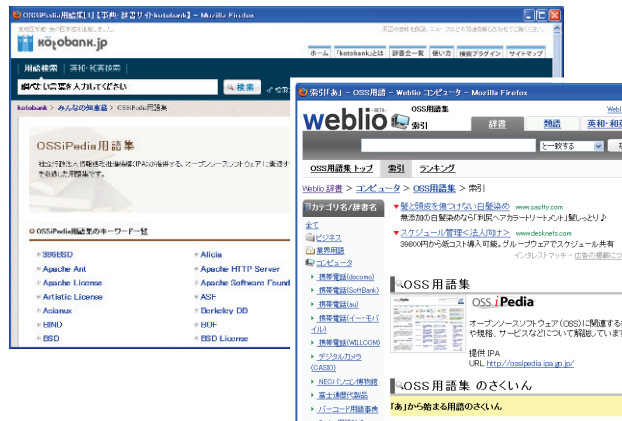 OSSiPedia用語集[1]【事典・辞書サイトkotobank】 - Mozilla Firefox
kotobank.jp
ホーム 「kotobank」とは 辞書全一覧 使い方 検索プラグイン サイトマップ
用語検索 英和・和英検索
調べたい言葉を入力してください 検索
kotobank > みんなの知恵蔵 > OSSiPedia用語集
OSSiPedia用語集
OSSiPedia用語集のキーワード一覧
386BSD Alicia
Apache Ant Apache HTTP Server
Apache License Apache Software Found
Artistic License ASF
Asianux Berkeley DB
BIND BOF
BSD BSD License
索引「あ」 - OSS用語 - Weblio コンピュータ - Mozilla Firefox
weblio -BETA- OSS用語集
索引
辞書 類語 英和・和英
と一致する
OSS用語集 トップ 索引 ランキング
Weblio 辞書 > コンピュータ > OSS用語集 > 索引
カテゴリ名/辞書名
全て
ビジネス
業界用語
コンピュータ
携帯電話(docomo)
携帯電話(SoftBank)
携帯電話(au)
携帯電話(イー・モバイル)
携帯電話(WILLCOM)
デジタルカメラ
(CASIO)
NECパソコン博物館
富士通歴代製品
バーコード用語事典
▼髪と頭皮を傷つけない白髪染め www.sastty.com
無添加の白髪染めなら「利尻ヘアカラートリートメント」髪しっとり♪
▼スケジュール管理<法人向け> www.desknets.com
39800円から低コスト導入可能。グループウェアでスケジュール共有
インタレストマッチ - 広告の掲載につ
OSS用語集
OSS iPedia
オープンソースソフトウェア(OSS)に関連する
や規格、サービスなどについて解説しています
提供 IPA
URL http://ossipedia.ipa.go.jp/
OSS用語集 のさくいん
「あ」から始まる用語のさくいん